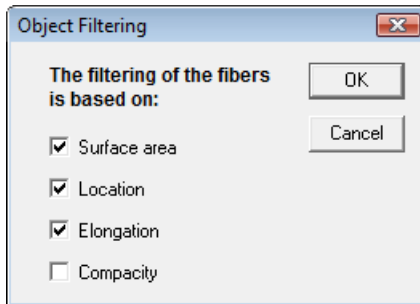 Object Filtering
The filtering of the fibers
is based on:
OK
Cancel
Surface area
Location
Elongation
Compacity